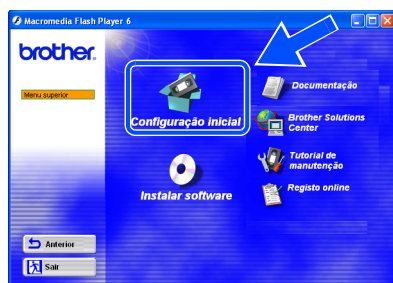 Macromedia Flash Player 6
brother.
Menu superior
Configuração inicial
Instalar software
Documentação
Brother Solutions
Center
Tutorial de
manutenção
Registo online
Anterior
Sair